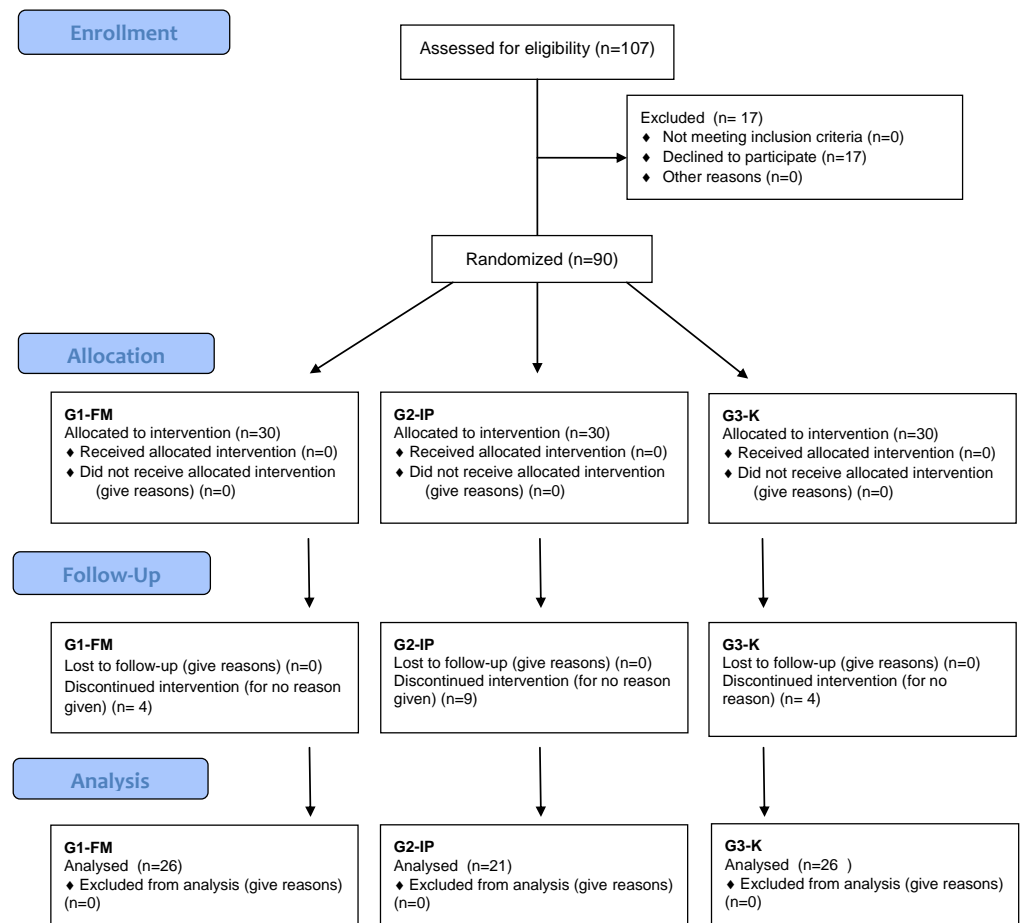 Enrollment
Assessed for eligibility (n=107)
Excluded (n= 17)
♦ Not meeting inclusion criteria (n=0)
♦ Declined to participate (n=17)
♦ Other reasons (n=0)
Randomized (n=90)
Allocation
G1-FM
Allocated to intervention (n=30)
♦ Received allocated intervention (n=0)
♦ Did not receive allocated intervention
(give reasons) (n=0)
G2-IP
Allocated to intervention (n=30)
♦ Received allocated intervention (n=0)
♦ Did not receive allocated intervention
(give reasons) (n=0)
G3-K
Allocated to intervention (n=30)
♦ Received allocated intervention (n=0)
♦ Did not receive allocated intervention
(give reasons) (n=0)
Follow-Up
G1-FM
Lost to follow-up (give reasons) (n=0)
Discontinued intervention (for no reason
given) (n= 4)
G2-IP
Lost to follow-up (give reasons) (n=0)
Discontinued intervention (for no reason
given) (n=9)
G3-K
Lost to follow-up (give reasons) (n=0)
Discontinued intervention (for no
reason) (n= 4)
Analysis
G1-FM
Analysed (n=26)
♦ Excluded from analysis (give reasons)
(n=0)
G2-IP
Analysed (n=21)
♦ Excluded from analysis (give reasons)
(n=0)
G3-K
Analysed (n=26 )
♦ Excluded from analysis (give reasons)
(n=0)